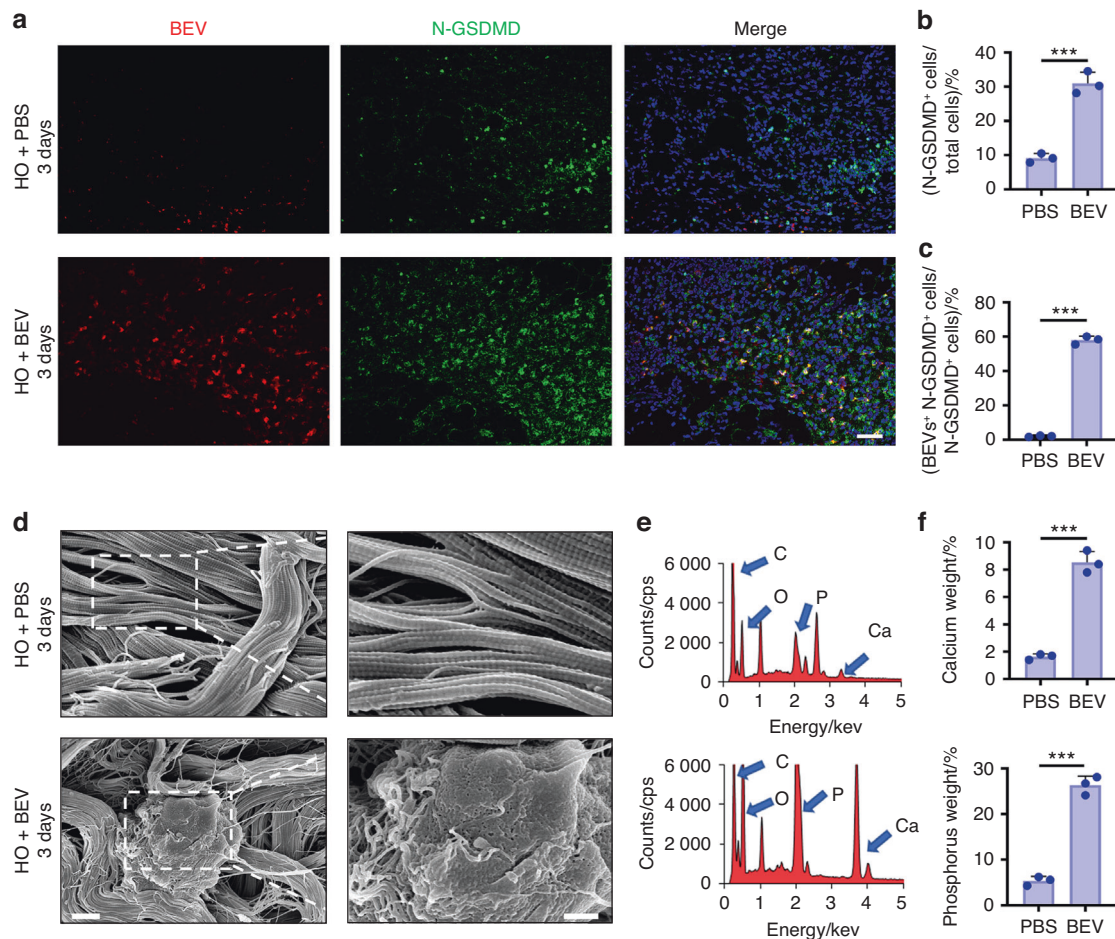 a
BEV
N-GSDMD
Merge
HO + PBS
3 days
HO + BEV
3 days
b
(N-GSDMD⁺ cells/
total cells)/%
40
30
20
10
0
***
PBS
BEV
c
(BEVs⁺ N-GSDMD⁺ cells/
N-GSDMD⁺ cells)/%
80
60
40
20
0
***
PBS
BEV
d
HO + PBS
3 days
HO + BEV
3 days
e
Counts/cps
6 000
4 000
2 000
0
C
O
P
Ca
0
1
2
3
4
5
Energy/kev
Counts/cps
6 000
4 000
2 000
0
C
O
P
Ca
0
1
2
3
4
5
Energy/kev
f
Calcium weight/%
10
8
6
4
2
0
***
PBS
BEV
Phosphorus weight/%
30
20
10
0
***
PBS
BEV